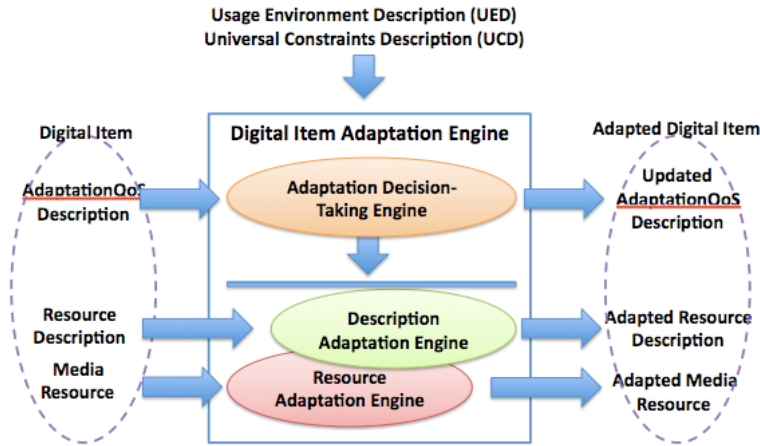 Usage Environment Description (UED)
Universal Constraints Description (UCD)
Digital Item
Digital Item Adaptation Engine
Adapted Digital Item
AdaptationQoS
Description
Adaptation Decision-
Taking Engine
Updated
AdaptationQoS
Description
Resource
Description
Description
Adaptation Engine
Adapted Resource
Description
Media
Resource
Resource
Adaptation Engine
Adapted Media
Resource